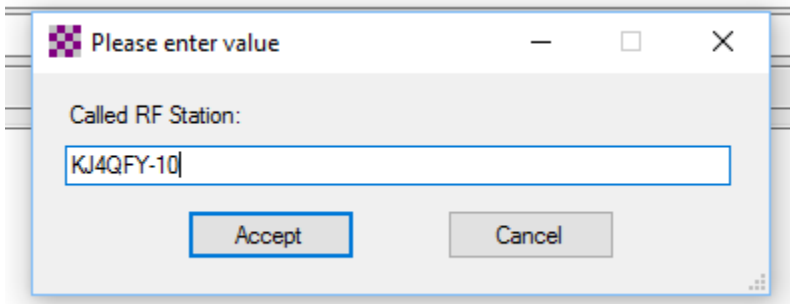 Please enter value
Called RF Station:
KJ4QFY-10
Accept Cancel